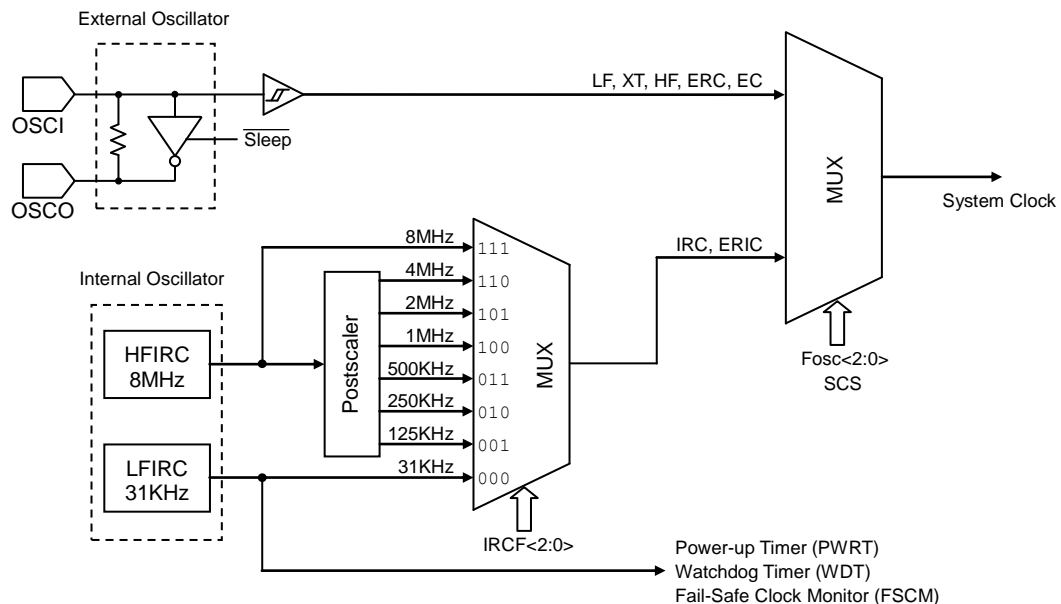 External Oscillator
OSCI
OSCO
Sleep
LF, XT, HF, ERC, EC
MUX
System Clock
IRC, ERIC
Fosc<2:0>
SCS
Internal Oscillator
HFIRC
8MHz
LFIRC
31KHz
Postscaler
8MHz 111
4MHz 110
2MHz 101
1MHz 100
500KHz 011
250KHz 010
125KHz 001
31KHz 000
MUX
IRCF<2:0>
Power-up Timer (PWRT)
Watchdog Timer (WDT)
Fail-Safe Clock Monitor (FSCM)